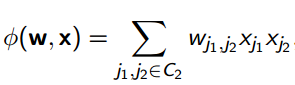 ϕ(w, x) = ∑ w_{j₁,j₂} x_{j₁} x_{j₂}
j₁,j₂∈C₂